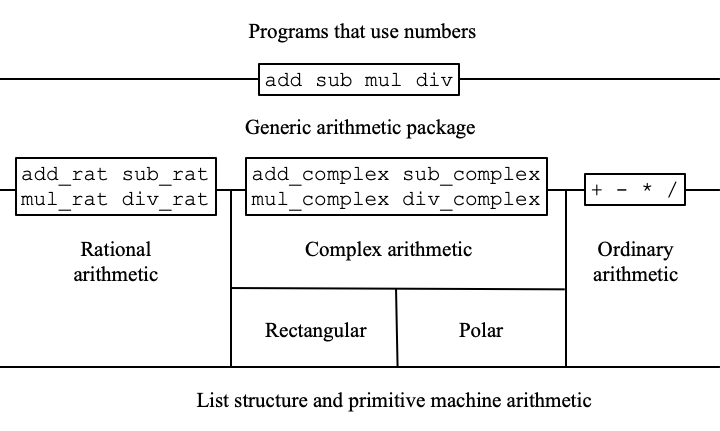 Programs that use numbers
add sub mul div
Generic arithmetic package
add_rat sub_rat
mul_rat div_rat
add_complex sub_complex
mul_complex div_complex
+ - * /
Rational
arithmetic
Complex arithmetic
Ordinary
arithmetic
Rectangular
Polar
List structure and primitive machine arithmetic